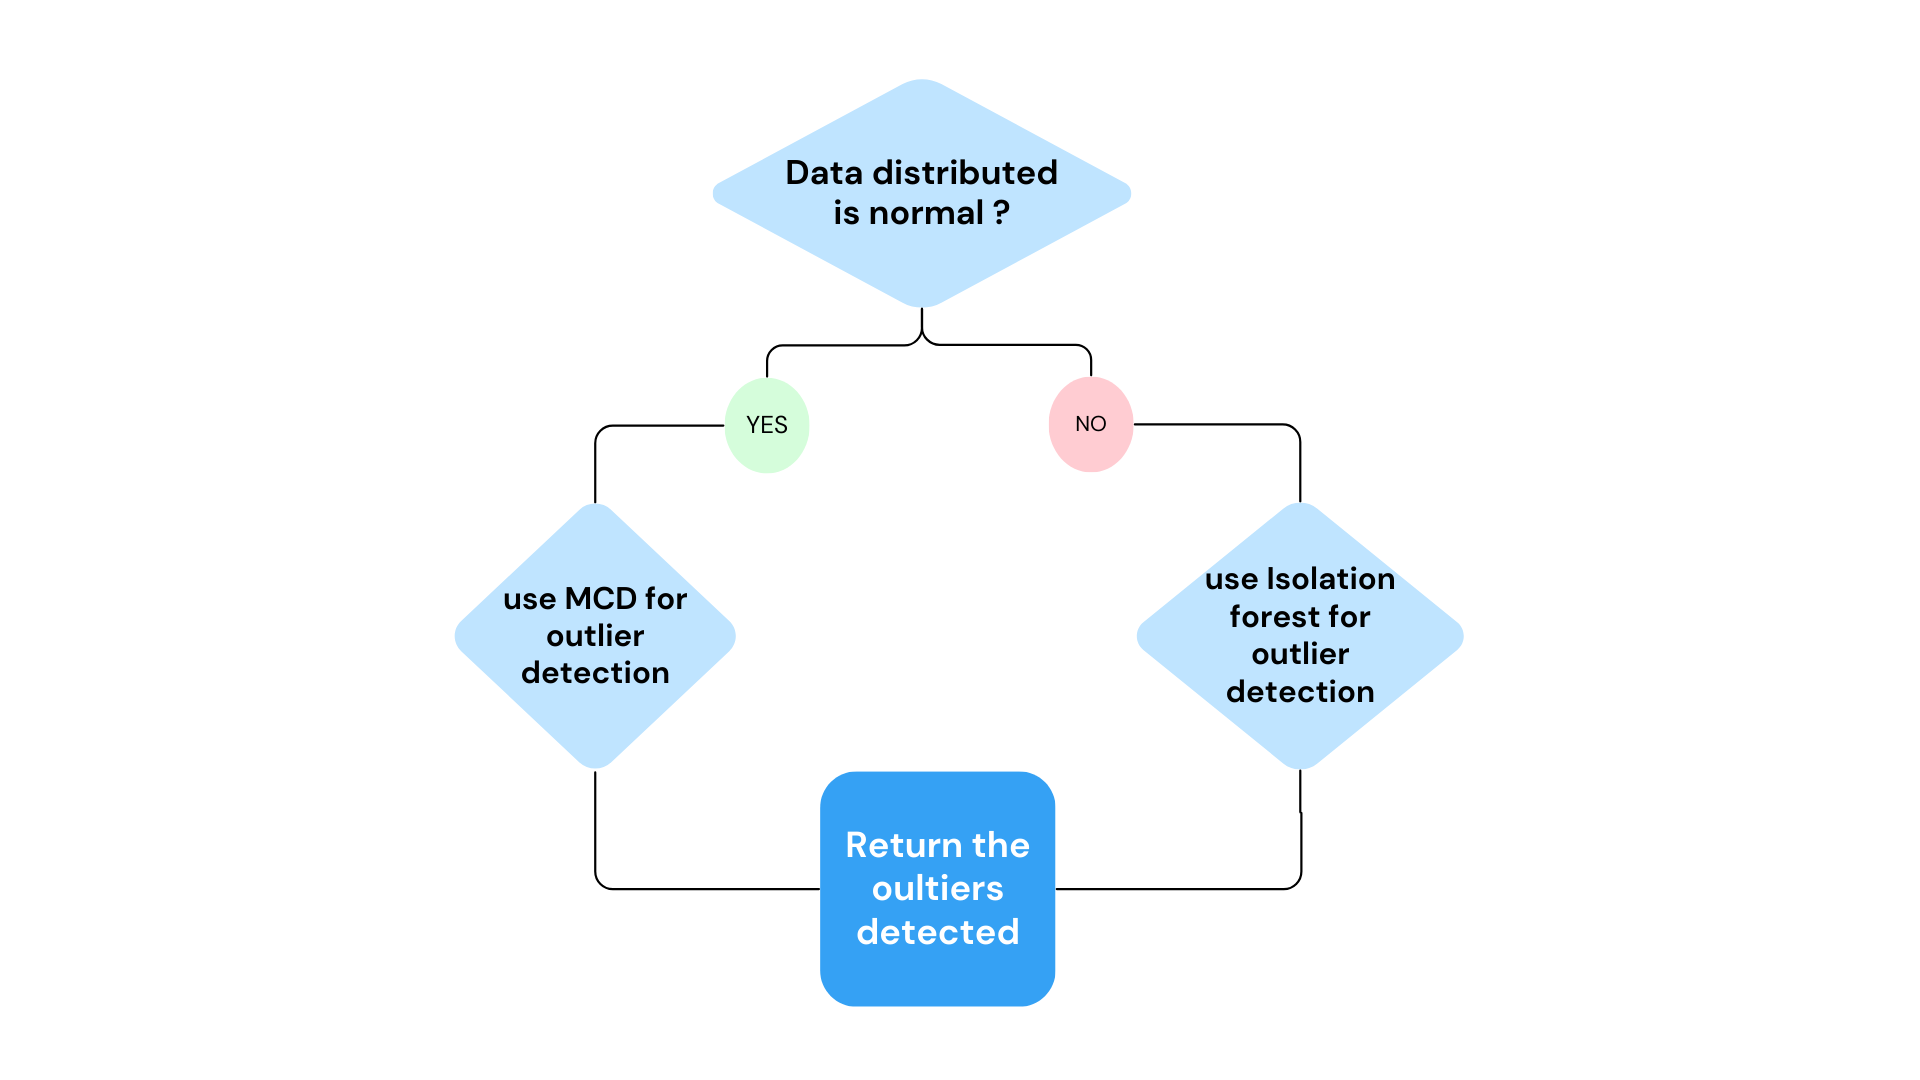 Data distributed
is normal ?
YES
NO
use MCD for
outlier
detection
use Isolation
forest for
outlier
detection
Return the
oultiers
detected